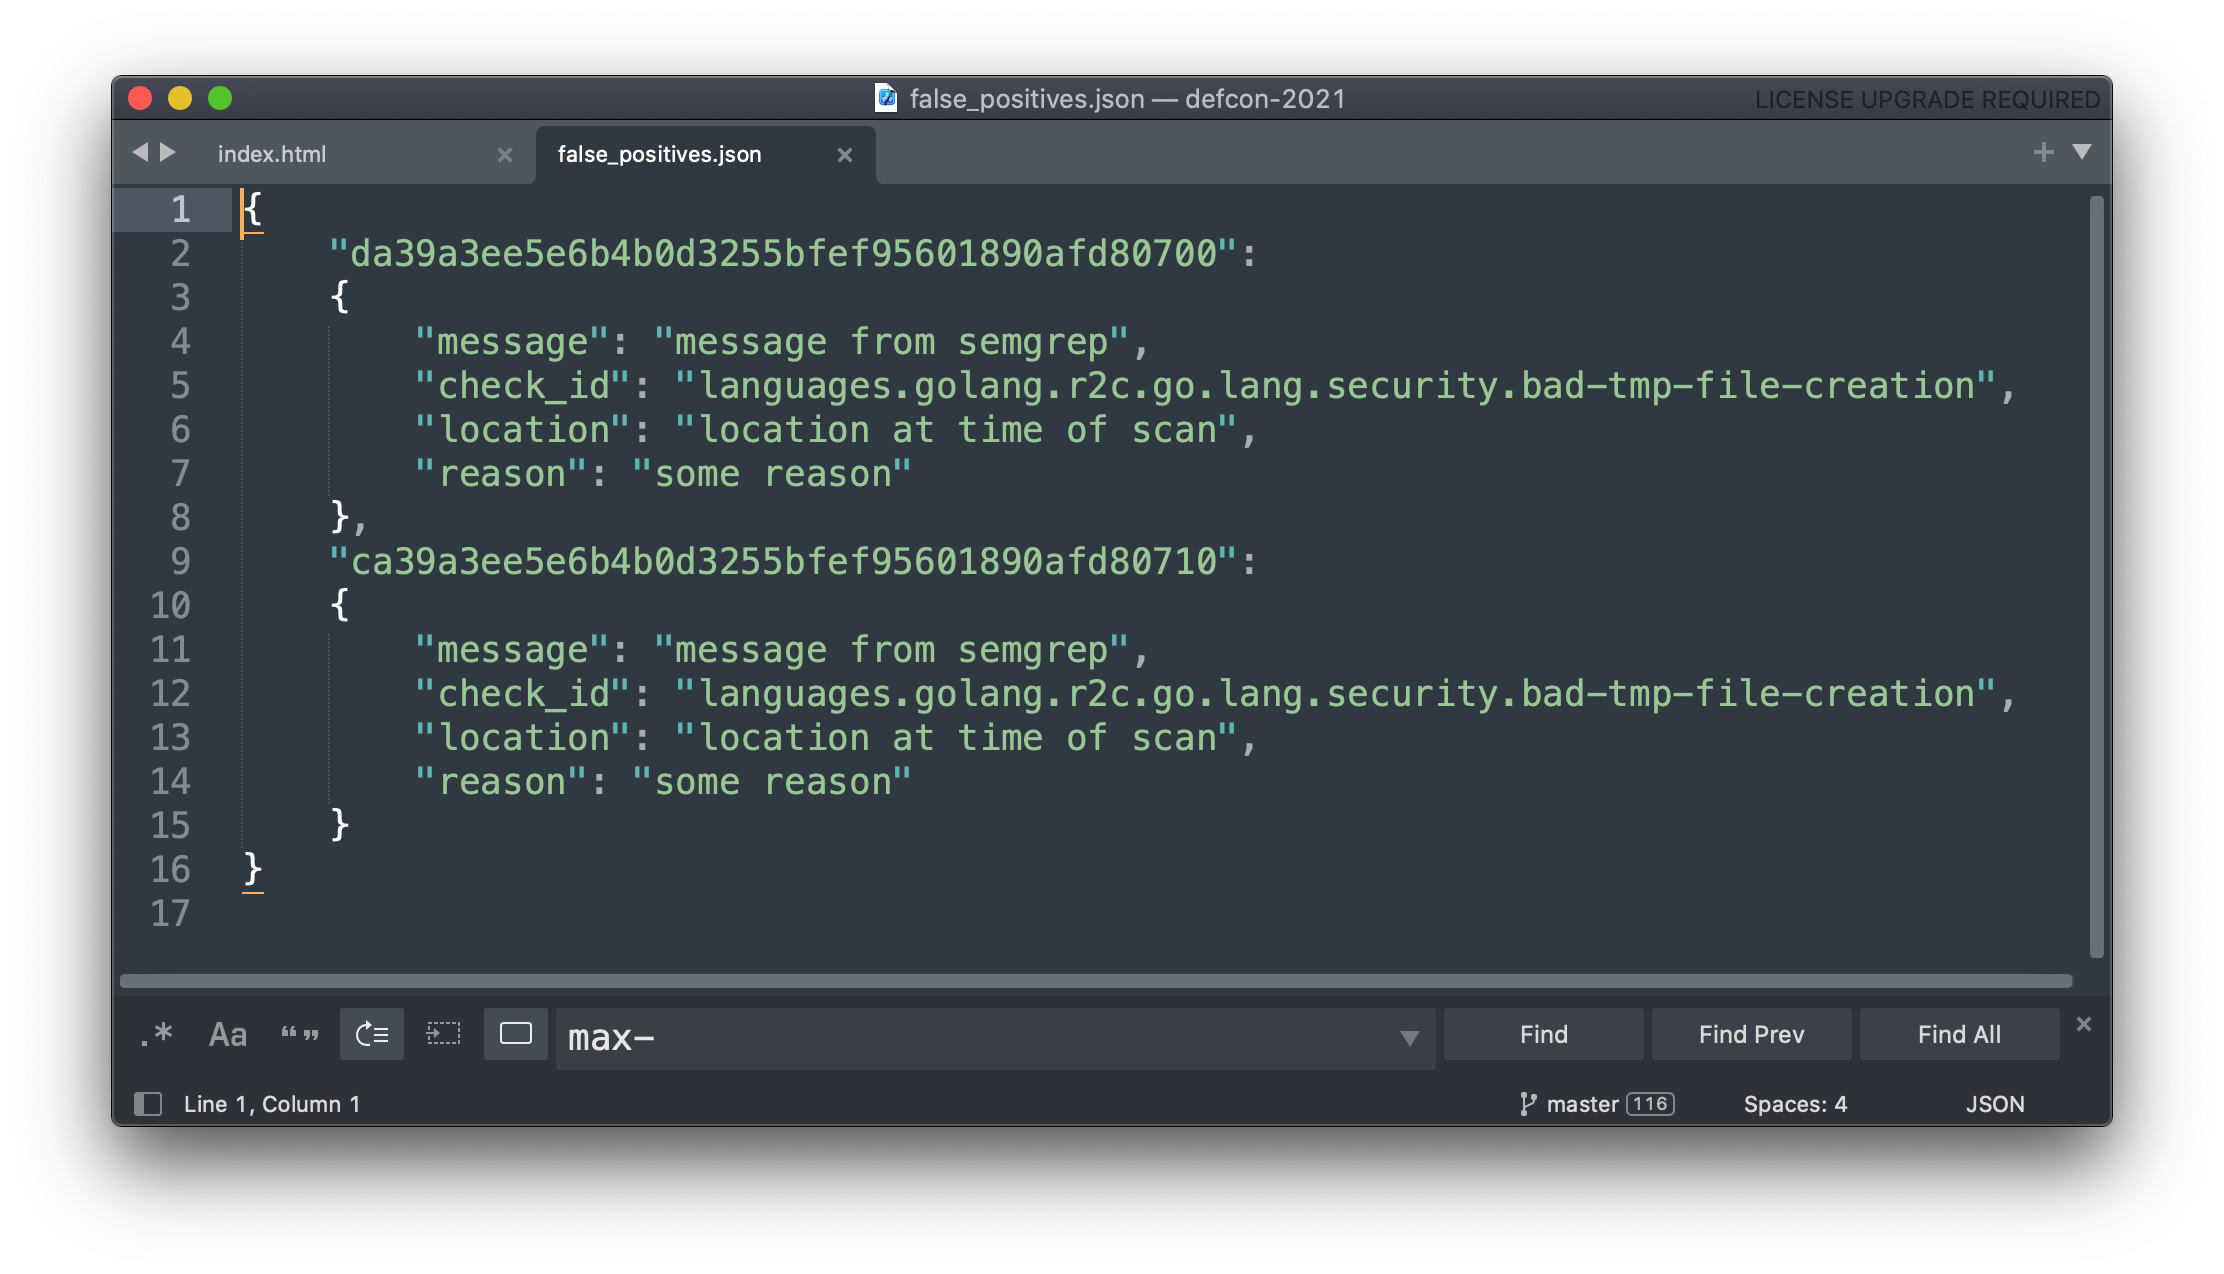 false_positives.json — defcon-2021
LICENSE UPGRADE REQUIRED
index.html
false_positives.json
1 {
2     "da39a3ee5e6b4b0d3255bfef95601890afd80700":
3     {
4         "message": "message from semgrep",
5         "check_id": "languages.golang.r2c.go.lang.security.bad-tmp-file-creation",
6         "location": "location at time of scan",
7         "reason": "some reason"
8     },
9     "ca39a3ee5e6b4b0d3255bfef95601890afd80710":
10     {
11         "message": "message from semgrep",
12         "check_id": "languages.golang.r2c.go.lang.security.bad-tmp-file-creation",
13         "location": "location at time of scan",
14         "reason": "some reason"
15     }
16 }
17
.* Aa “ ” max- Find Find Prev Find All
Line 1, Column 1 master 116 Spaces: 4 JSON